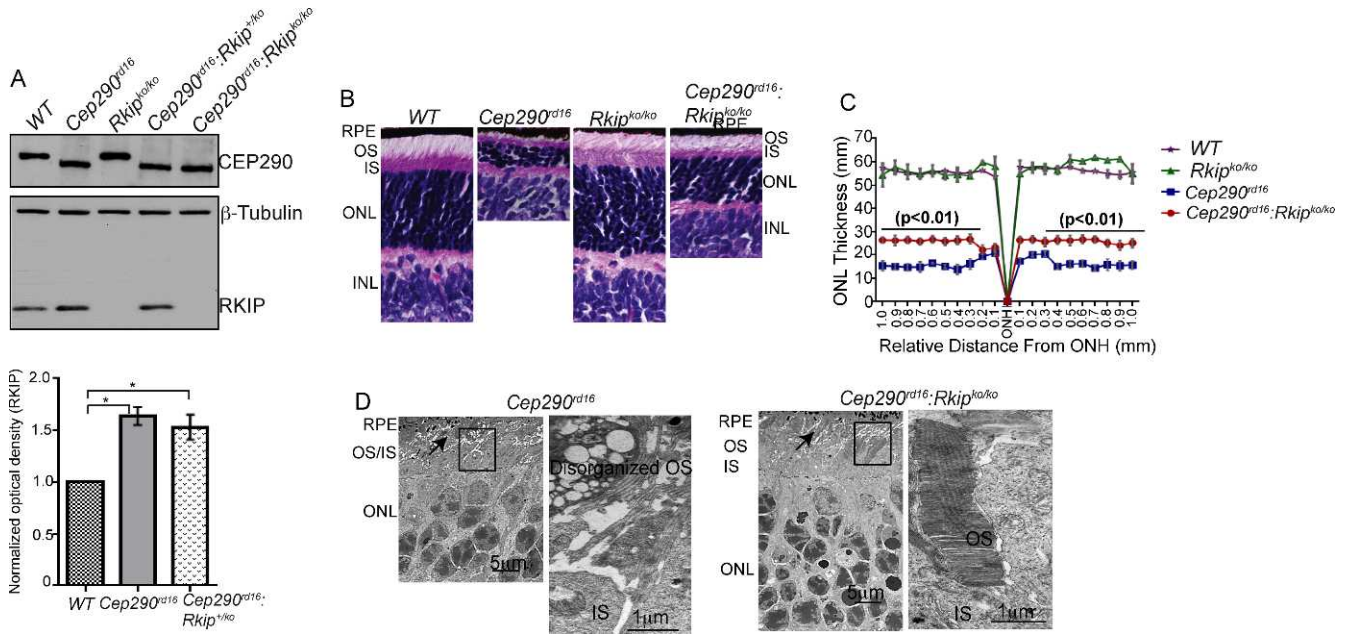 A
WT
Cep290rd16
Rkipko/ko
Cep290rd16:Rkip+/ko
Cep290rd16:Rkipko/ko
CEP290
β-Tubulin
RKIP
Normalized optical density (RKIP)
2.0
1.5
1.0
0.5
0
*
*
WT
Cep290rd16
Cep290rd16:
Rkip+/ko
B
WT
Cep290rd16
Rkipko/ko
Cep290rd16:
Rkipko/ko
RPE
OS
IS
ONL
INL
RPE
OS
IS
ONL
INL
C
ONL Thickness (mm)
70
60
50
40
30
20
10
0
(p<0.01)
(p<0.01)
1.0 0.9 0.8 0.7 0.6 0.5 0.4 0.3 0.2 0.1 ONH 0.1 0.2 0.3 0.4 0.5 0.6 0.7 0.8 0.9 1.0
Relative Distance From ONH (mm)
WT
Rkipko/ko
Cep290rd16
Cep290rd16:Rkipko/ko
D
Cep290rd16
RPE
OS/IS
ONL
5µm
Disorganized OS
IS
1µm
Cep290rd16:Rkipko/ko
RPE
OS
IS
ONL
5µm
OS
IS
1µm